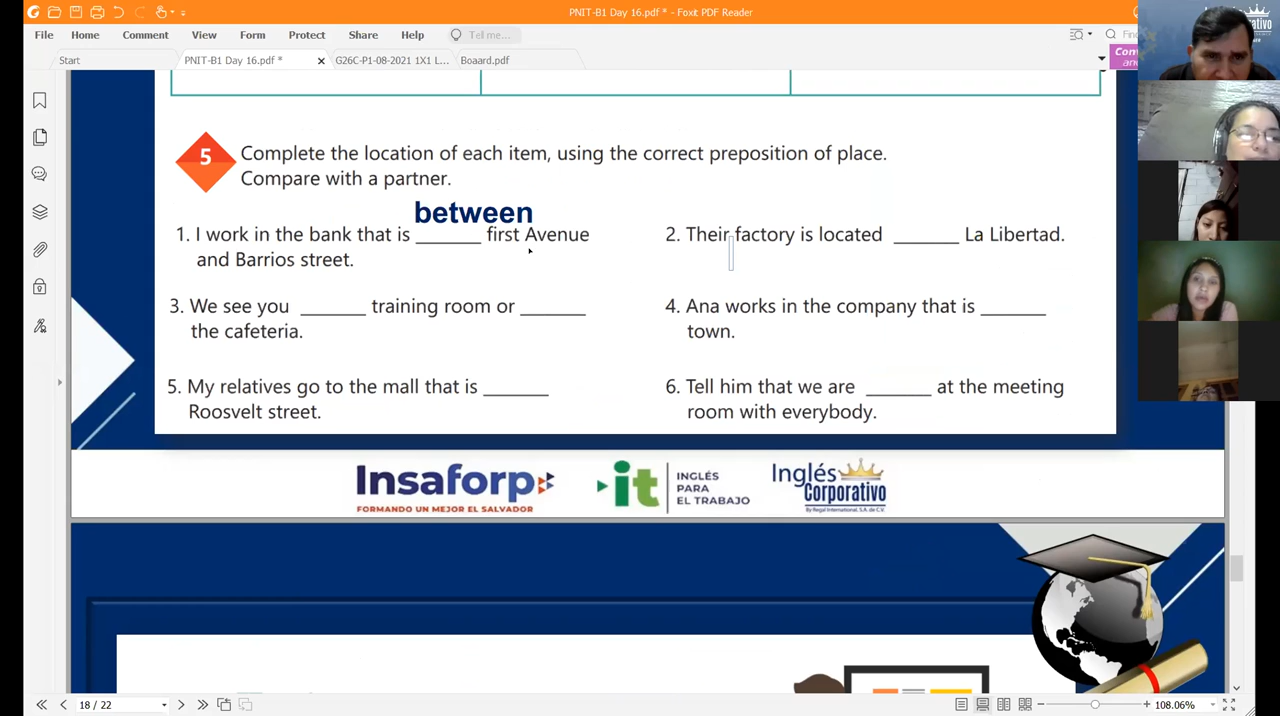 PNIT-B1 Day 16.pdf * - Foxit PDF Reader
File Home Comment View Form Protect Share Help Tell me... Find
Start PNIT-B1 Day 16.pdf * G26C-P1-08-2021 1X1 L... Boaard.pdf
5 Complete the location of each item, using the correct preposition of place.
Compare with a partner.
between
1. I work in the bank that is _______ first Avenue
and Barrios street.
2. Their factory is located _______ La Libertad.
3. We see you _______ training room or _______
the cafeteria.
4. Ana works in the company that is _______
town.
5. My relatives go to the mall that is _______
Roosvelt street.
6. Tell him that we are _______ at the meeting
room with everybody.
Insaforp
FORMANDO UN MEJOR EL SALVADOR
it
INGLÉS
PARA
EL TRABAJO
Inglés
Corporativo
By Regal International, S.A. de C.V.
18 / 22
108.06%